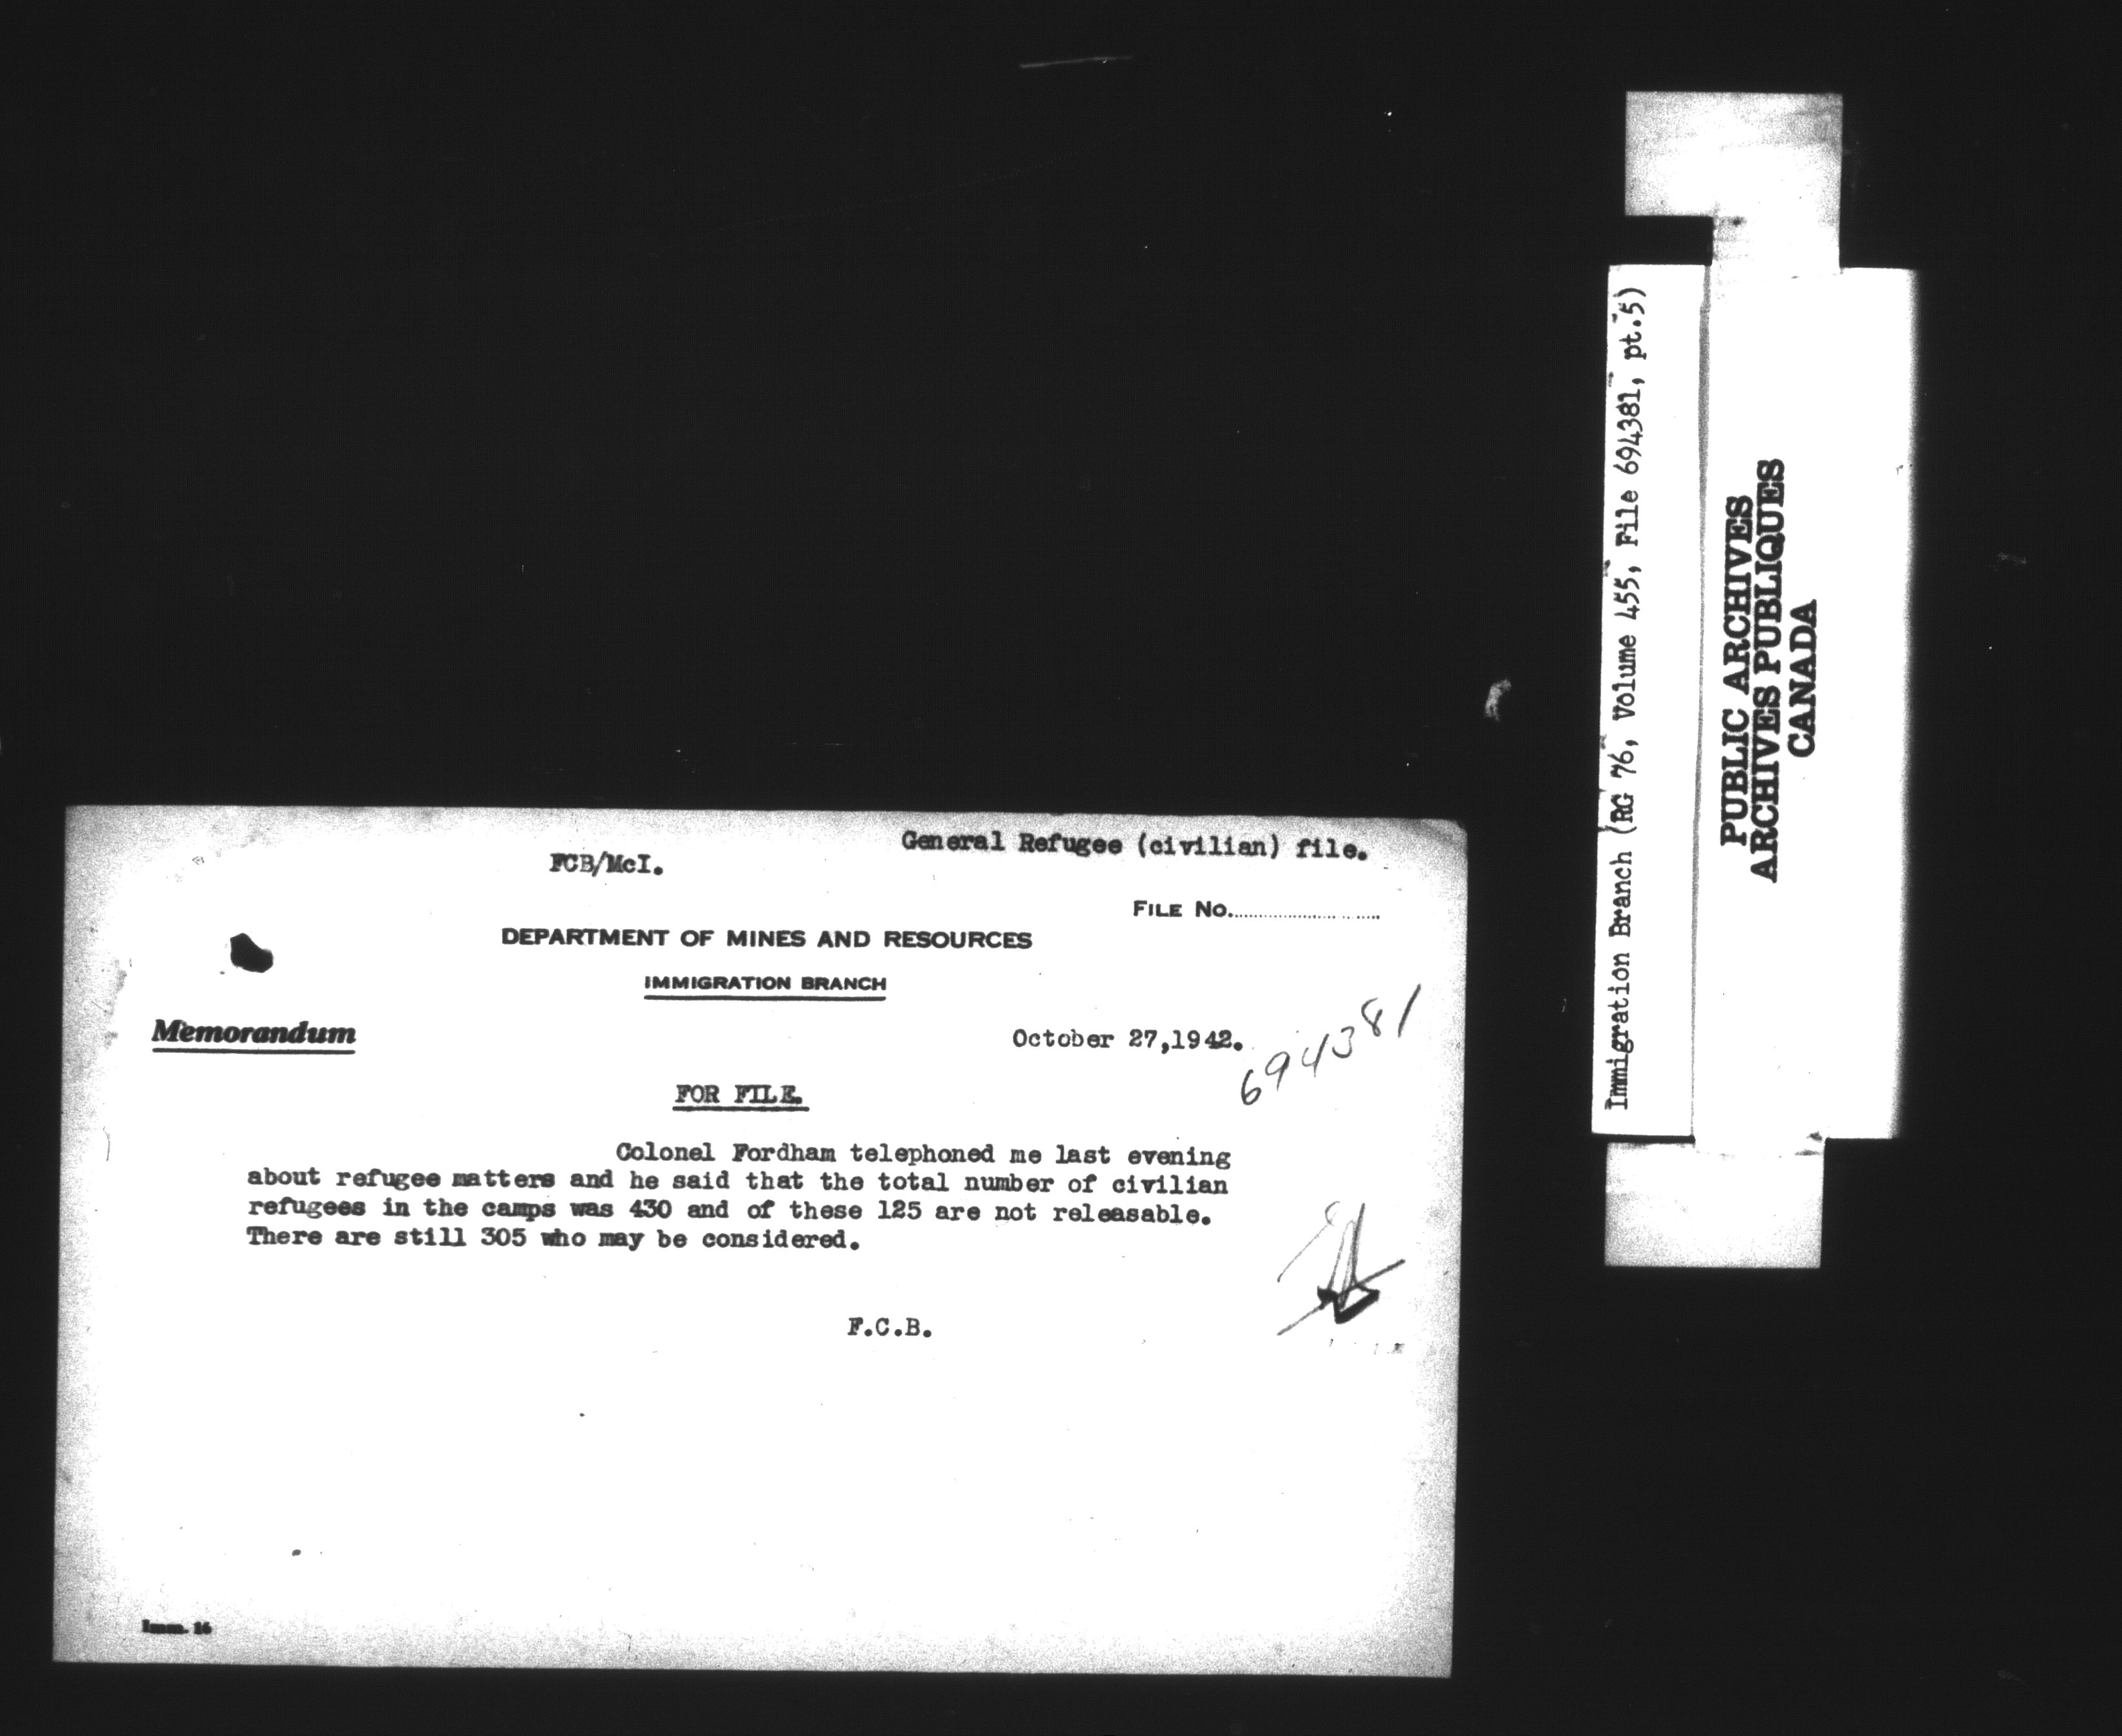 General Refugee (civilian) file.
FCB/McI.
FILE No.
DEPARTMENT OF MINES AND RESOURCES
IMMIGRATION BRANCH
Memorandum
October 27,1942.
694381
FOR FILE.
Colonel Fordham telephoned me last evening
about refugee matters and he said that the total number of civilian
refugees in the camps was 430 and of these 125 are not releasable.
There are still 305 who may be considered.
F.C.B.
Imm. 16
Immigration Branch (RG 76, Volume 455, File 694381, pt.5)
PUBLIC ARCHIVES
ARCHIVES PUBLIQUES
CANADA